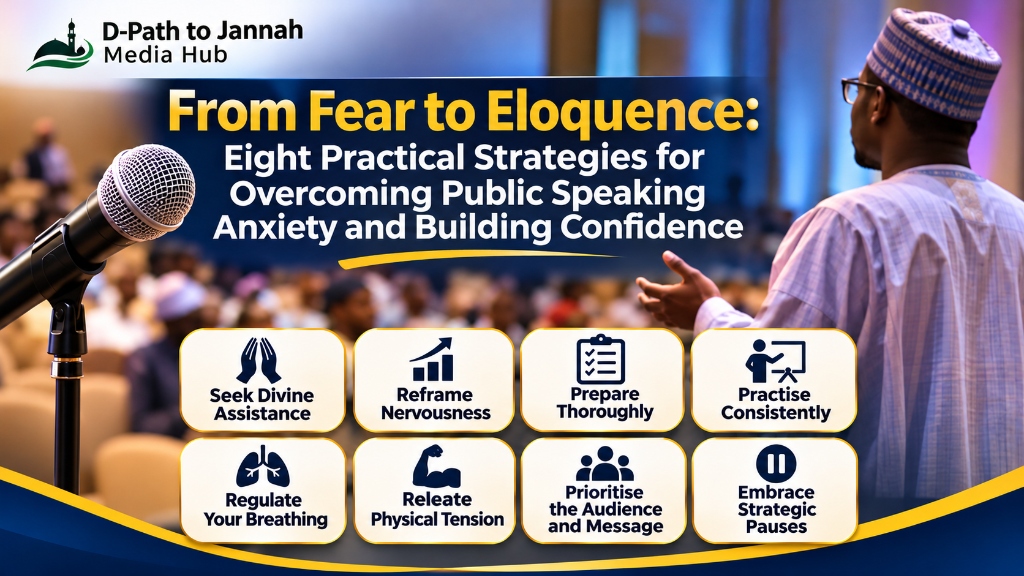 D-Path to Jannah
Media Hub
From Fear to Eloquence:
Eight Practical Strategies for
Overcoming Public Speaking
Anxiety and Building Confidence
Seek Divine
Assistance
Reframe
Nervousness
Prepare
Thoroughly
Practise
Consistently
Regulate
Your Breathing
Releate
Physical Tension
Prioritise
the Audience
and Message
Embrace
Strategic
Pauses